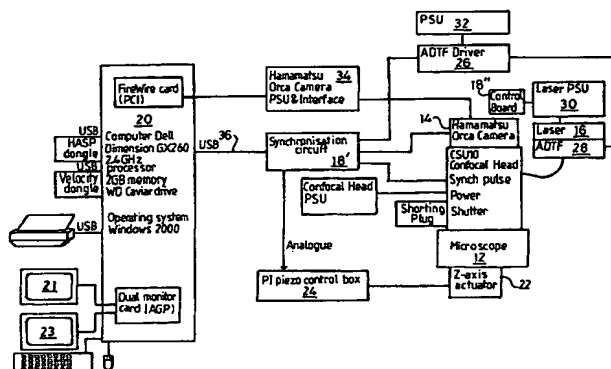 PSU
32
ADTF Driver
26
18"
Control
Board
Laser PSU
30
Laser 16
ADTF 28
FireWire card
(PCI)
Hamamatsu
Orca Camera 34
PSU & Interface
14
Hamamatsu
Orca Camera
20
USB
HASP
dongle
USB
Velocity
dongle
Computer Dell
Dimension GX260
2.4GHz
processor
2GB memory
WD Caviar drive
USB 36
Synchronisation
circuit
18'
CSU10
Confocal Head
Synch pulse
Power
Shutter
Confocal Head
PSU
Shorting
Plug
USB
Operating system
Windows 2000
Analogue
Microscope
12
21
23
Dual monitor
card (AGP)
PI piezo control box
24
Z-axis
actuator
22